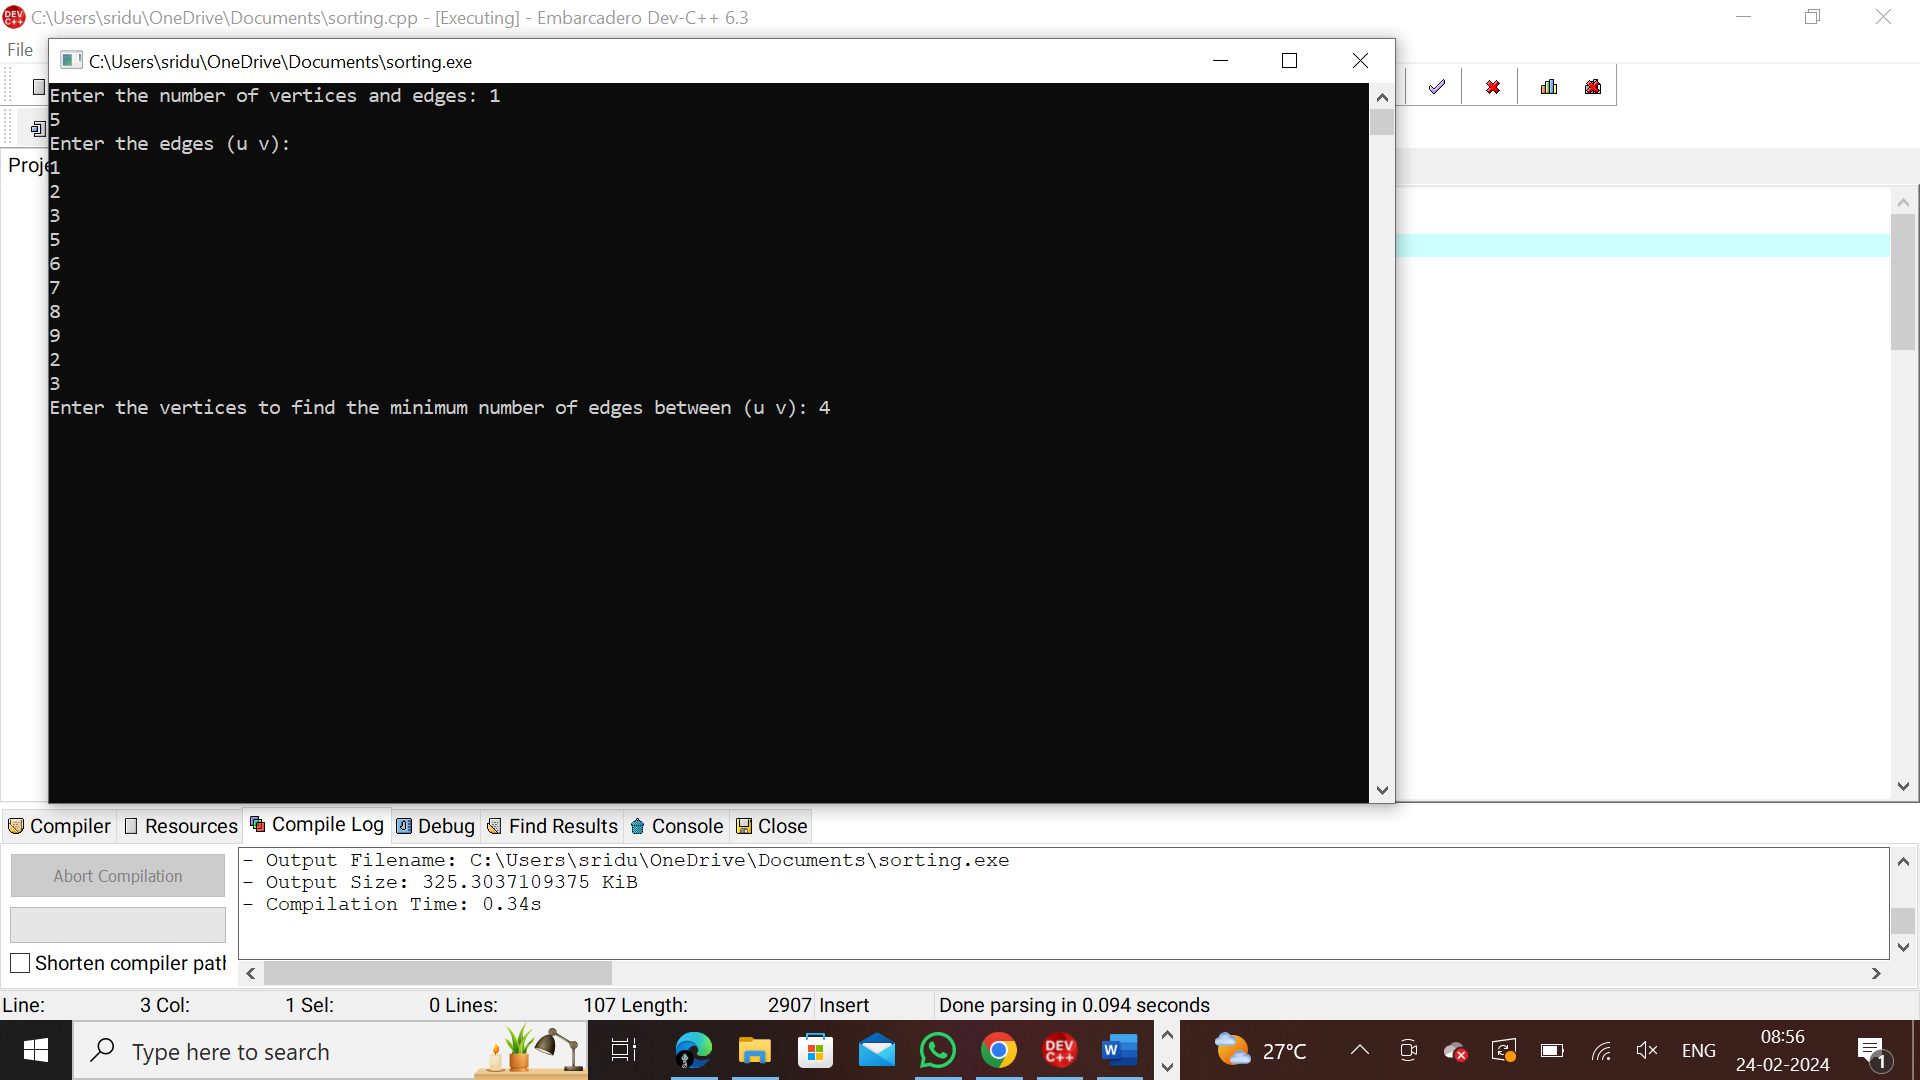 C:\Users\sridu\OneDrive\Documents\sorting.cpp - [Executing] - Embarcadero Dev-C++ 6.3
File
C:\Users\sridu\OneDrive\Documents\sorting.exe
Enter the number of vertices and edges: 1
5
Enter the edges (u v):
Proje
1
2
3
5
6
7
8
9
2
3
Enter the vertices to find the minimum number of edges between (u v): 4
Compiler Resources Compile Log Debug Find Results Console Close
Abort Compilation
Shorten compiler path
- Output Filename: C:\Users\sridu\OneDrive\Documents\sorting.exe
- Output Size: 325.3037109375 KiB
- Compilation Time: 0.34s
Line: 3 Col: 1 Sel: 0 Lines: 107 Length: 2907 Insert Done parsing in 0.094 seconds
Type here to search
DEV C++
W
27°C
ENG
08:56
24-02-2024
1